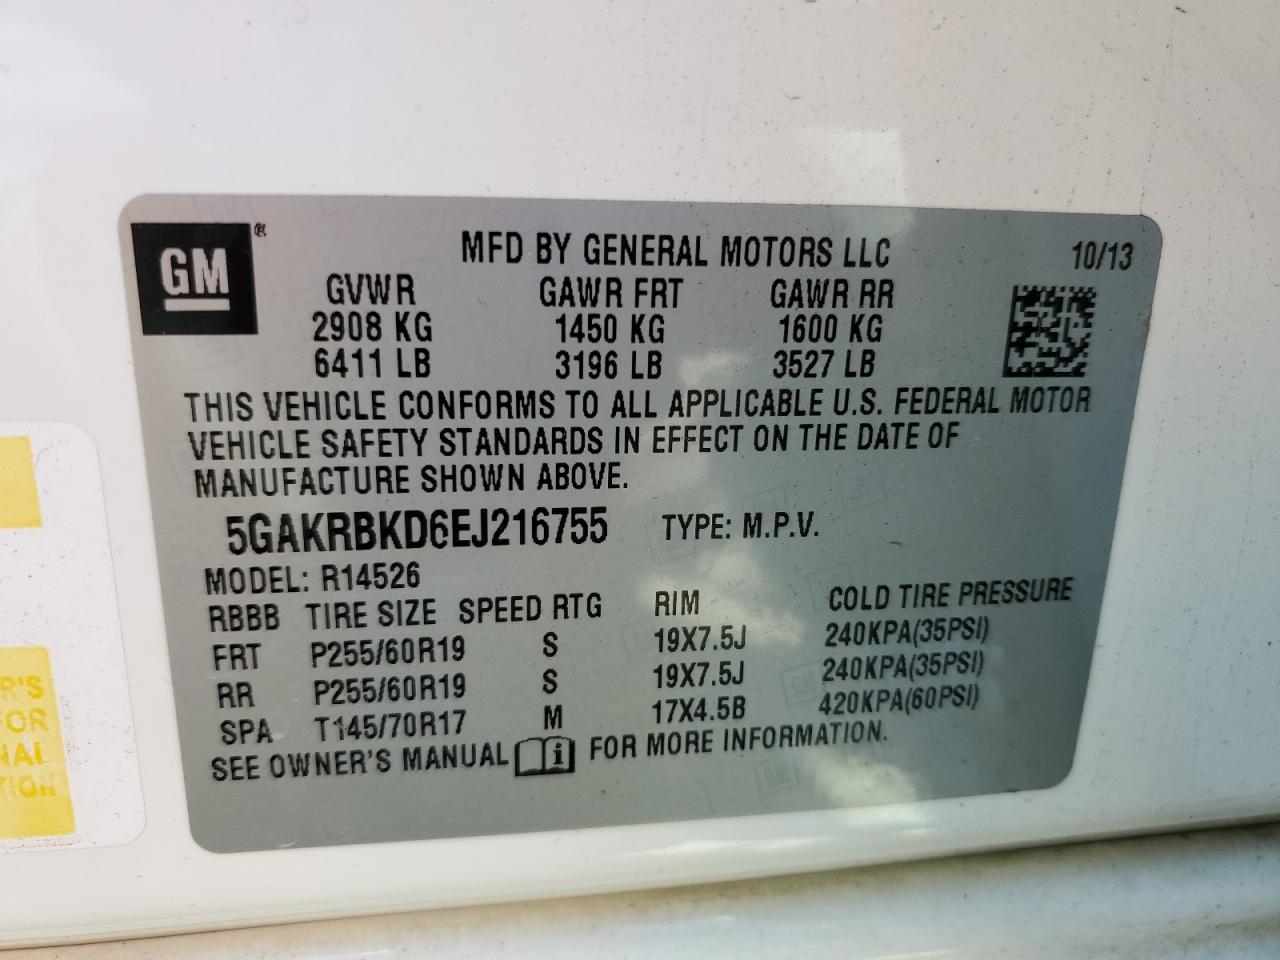 GM
MFD BY GENERAL MOTORS LLC 10/13
GVWR GAWR FRT GAWR RR
2908 KG 1450 KG 1600 KG
6411 LB 3196 LB 3527 LB
THIS VEHICLE CONFORMS TO ALL APPLICABLE U.S. FEDERAL MOTOR
VEHICLE SAFETY STANDARDS IN EFFECT ON THE DATE OF
MANUFACTURE SHOWN ABOVE.
5GAKRBKD6EJ216755 TYPE: M.P.V.
MODEL: R14526
RBBB TIRE SIZE SPEED RTG RIM COLD TIRE PRESSURE
FRT P255/60R19 S 19X7.5J 240KPA(35PSI)
RR P255/60R19 S 19X7.5J 240KPA(35PSI)
SPA T145/70R17 M 17X4.5B 420KPA(60PSI)
SEE OWNER'S MANUAL i FOR MORE INFORMATION.
R'S
FOR
NAL
TION